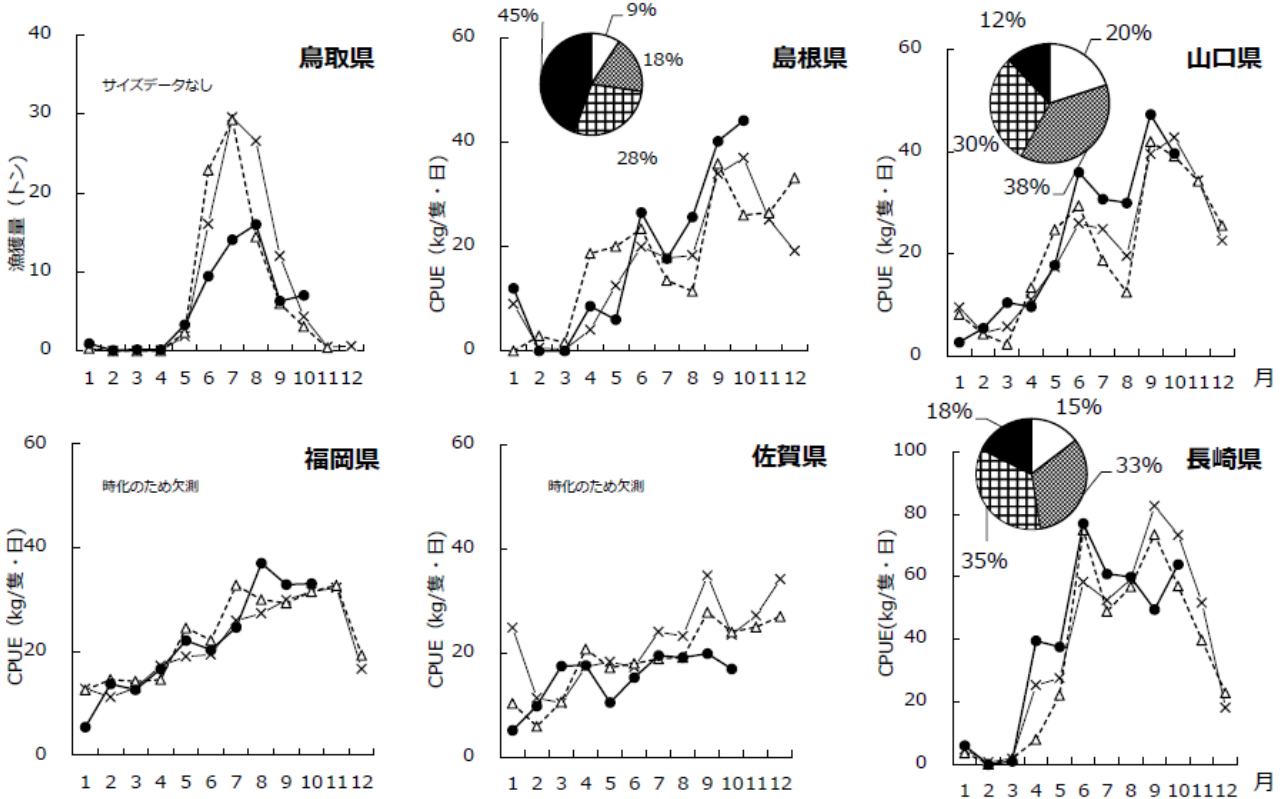 鳥取県
サイズデータなし
漁獲量 (トン)
40
30
20
10
0
1 2 3 4 5 6 7 8 9 10 11 12
島根県
45%
9%
18%
28%
CPUE (kg/隻・日)
60
40
20
0
1 2 3 4 5 6 7 8 9 10 11 12
山口県
12%
20%
30%
38%
CPUE (kg/隻・日)
60
40
20
0
1 2 3 4 5 6 7 8 9 10 11 12 月
福岡県
時化のため欠測
CPUE (kg/隻・日)
60
40
20
0
1 2 3 4 5 6 7 8 9 10 11 12
佐賀県
時化のため欠測
CPUE (kg/隻・日)
60
40
20
0
1 2 3 4 5 6 7 8 9 10 11 12
長崎県
18%
15%
33%
35%
CPUE(kg/隻・日)
100
80
60
40
20
0
1 2 3 4 5 6 7 8 9 10 11 12 月